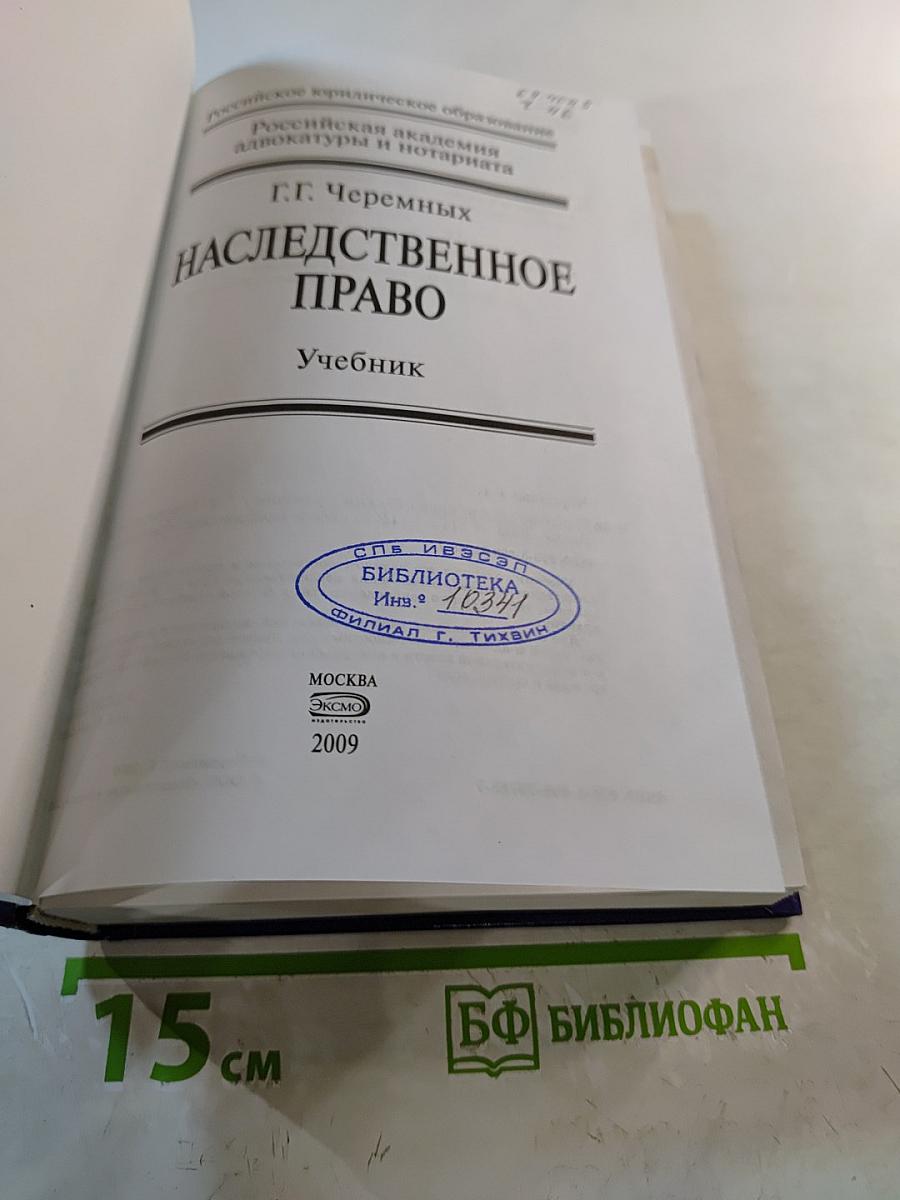 Российское юридическое образование
Российская академия
адвокатуры и нотариата
Г.Г. Черемных
НАСЛЕДСТВЕННОЕ
ПРАВО
Учебник
СПб ИВЭСЭП
БИБЛИОТЕКА
Инв.º 10341
ФИЛИАЛ Г. ТИХВИН
МОСКВА
ЭКСМО
ИЗДАТЕЛЬСТВО
2009
15 см
БФ БИБЛИОФАН